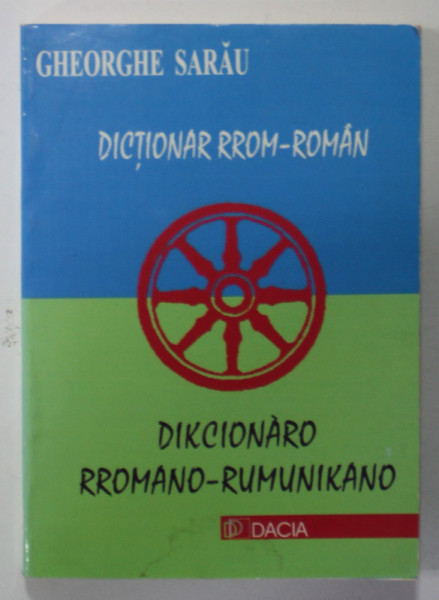 GHEORGHE SARĂU
DICȚIONAR RROM-ROMÂN
DIKCIONÀRO
RROMANO-RUMUNIKANO
D DACIA